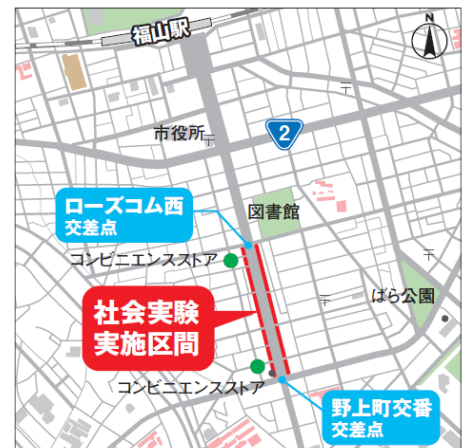 福山駅
N
市役所
2
ローズコム西
交差点
図書館
コンビニエンスストア
ばら公園
社会実験
実施区間
コンビニエンスストア
野上町交番
交差点